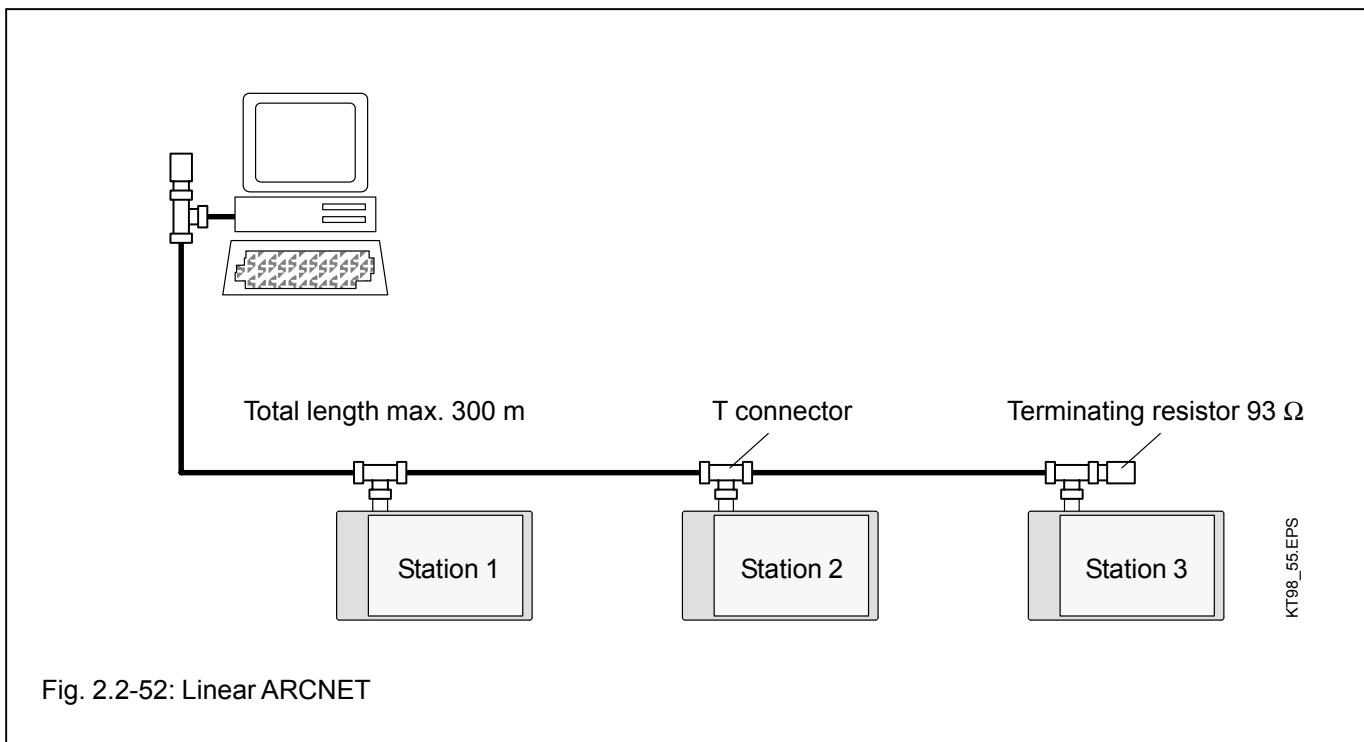 Total length max. 300 m
T connector
Terminating resistor 93 Ω
Station 1
Station 2
Station 3
KT98_55.EPS
Fig. 2.2-52: Linear ARCNET